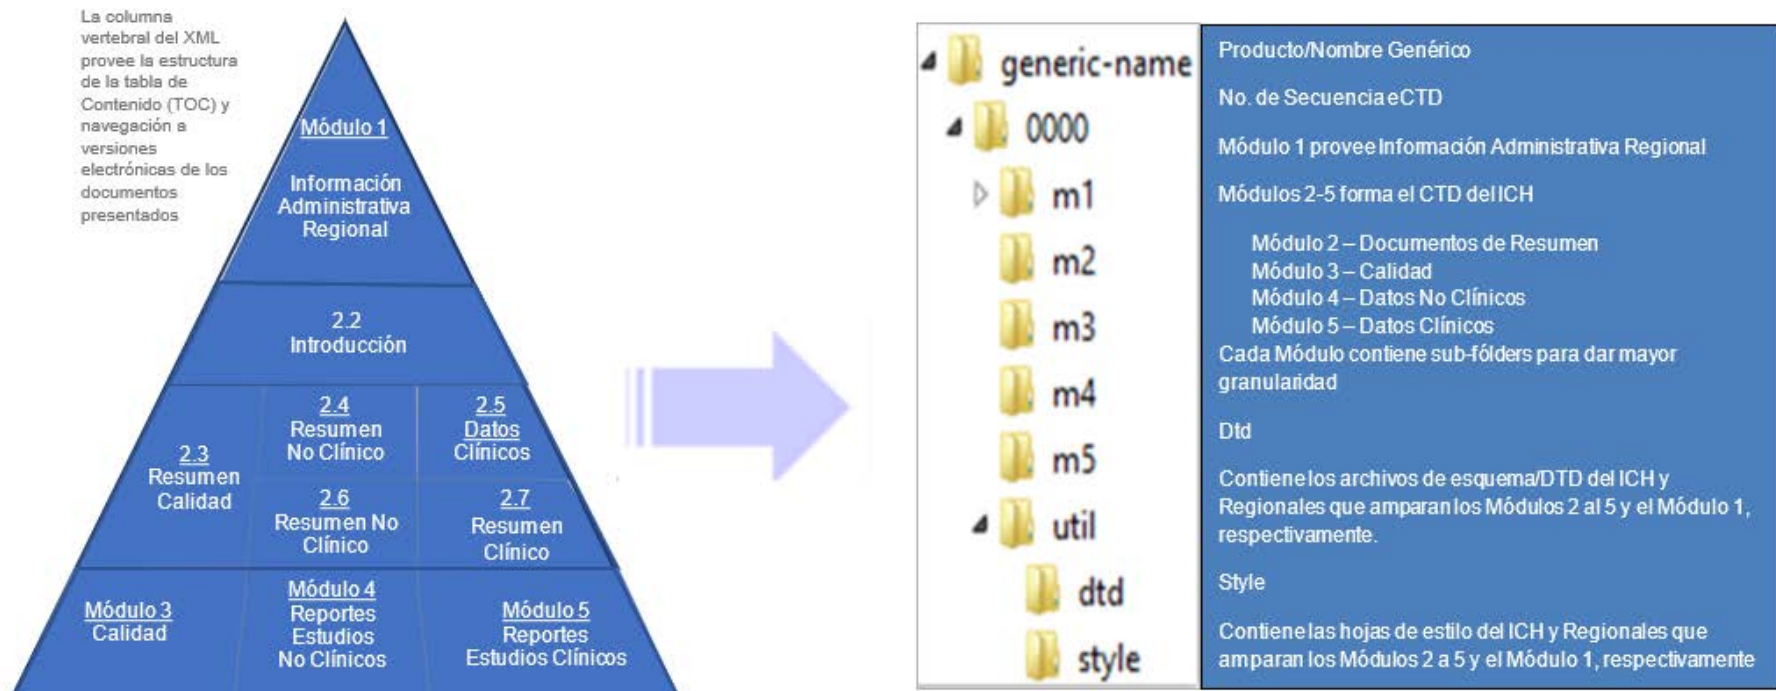 La columna
vertebral del XML
provee la estructura
de la tabla de
Contenido (TOC) y
navegación a
versiones
electrónicas de los
documentos
presentados
Módulo 1
Información
Administrativa
Regional
2.2
Introducción
2.3
Resumen
Calidad
2.4
Resumen
No Clínico
2.5
Datos
Clínicos
2.6
Resumen No
Clínico
2.7
Resumen
Clínico
Módulo 3
Calidad
Módulo 4
Reportes
Estudios
No Clínicos
Módulo 5
Reportes
Estudios Clínicos
generic-name
0000
m1
m2
m3
m4
m5
util
dtd
style
Producto/Nombre Genérico
No. de Secuencia eCTD
Módulo 1 provee Información Administrativa Regional
Módulos 2-5 forma el CTD del ICH
Módulo 2 – Documentos de Resumen
Módulo 3 – Calidad
Módulo 4 – Datos No Clínicos
Módulo 5 – Datos Clínicos
Cada Módulo contiene sub-fólders para dar mayor
granularidad
Dtd
Contiene los archivos de esquema/DTD del ICH y
Regionales que amparan los Módulos 2 al 5 y el Módulo 1,
respectivamente.
Style
Contiene las hojas de estilo del ICH y Regionales que
amparan los Módulos 2 a 5 y el Módulo 1, respectivamente